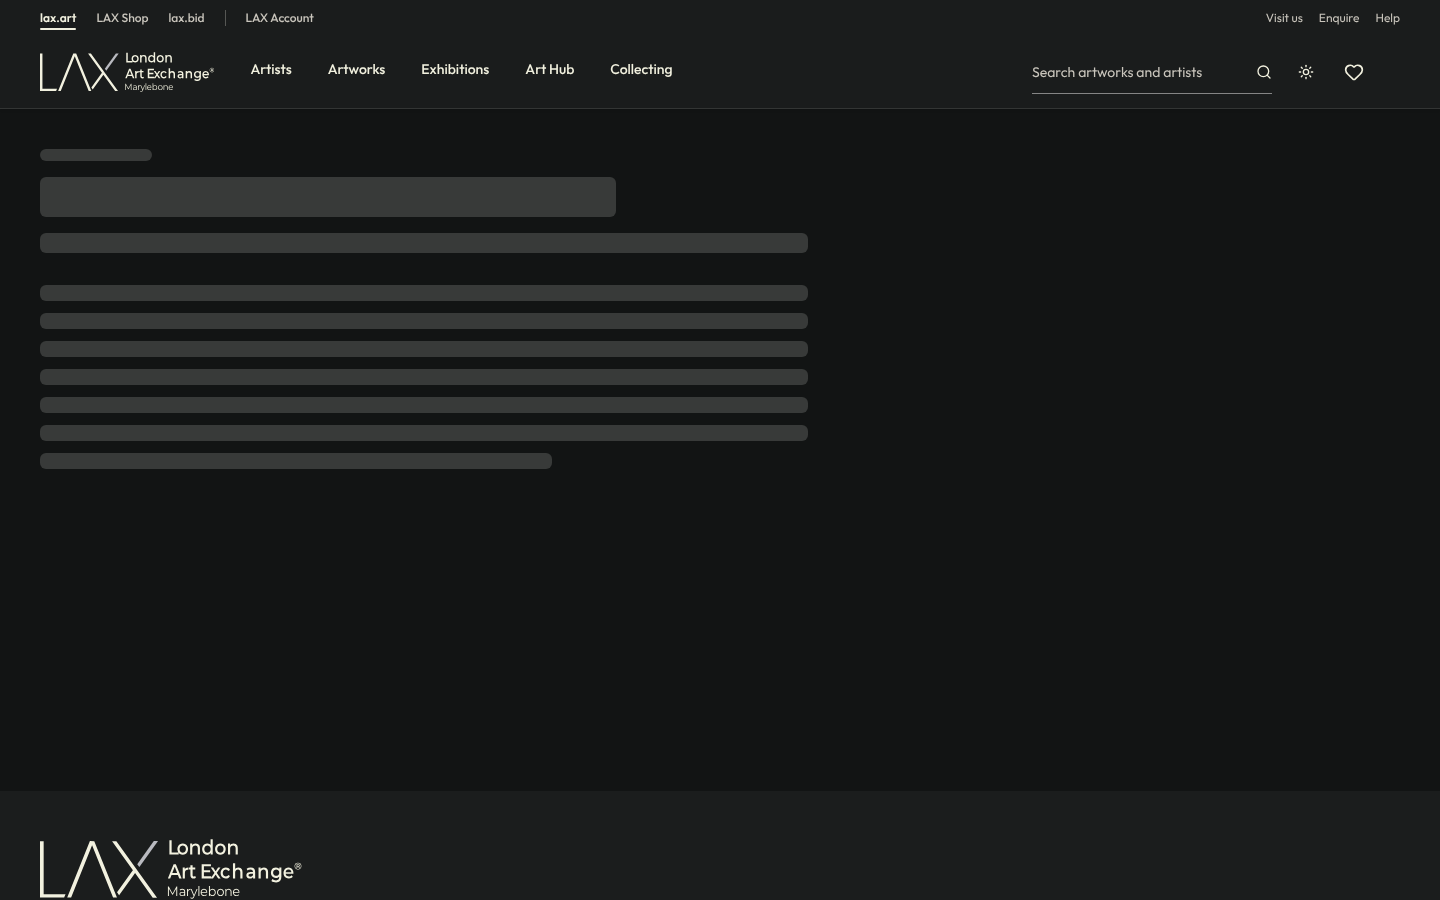 lax.art
LAX Shop
lax.bid
LAX Account
Visit us
Enquire
Help
LAX London
Art Exchange®
Marylebone
Artists
Artworks
Exhibitions
Art Hub
Collecting
Search artworks and artists
LAX London
Art Exchange®
Marylebone